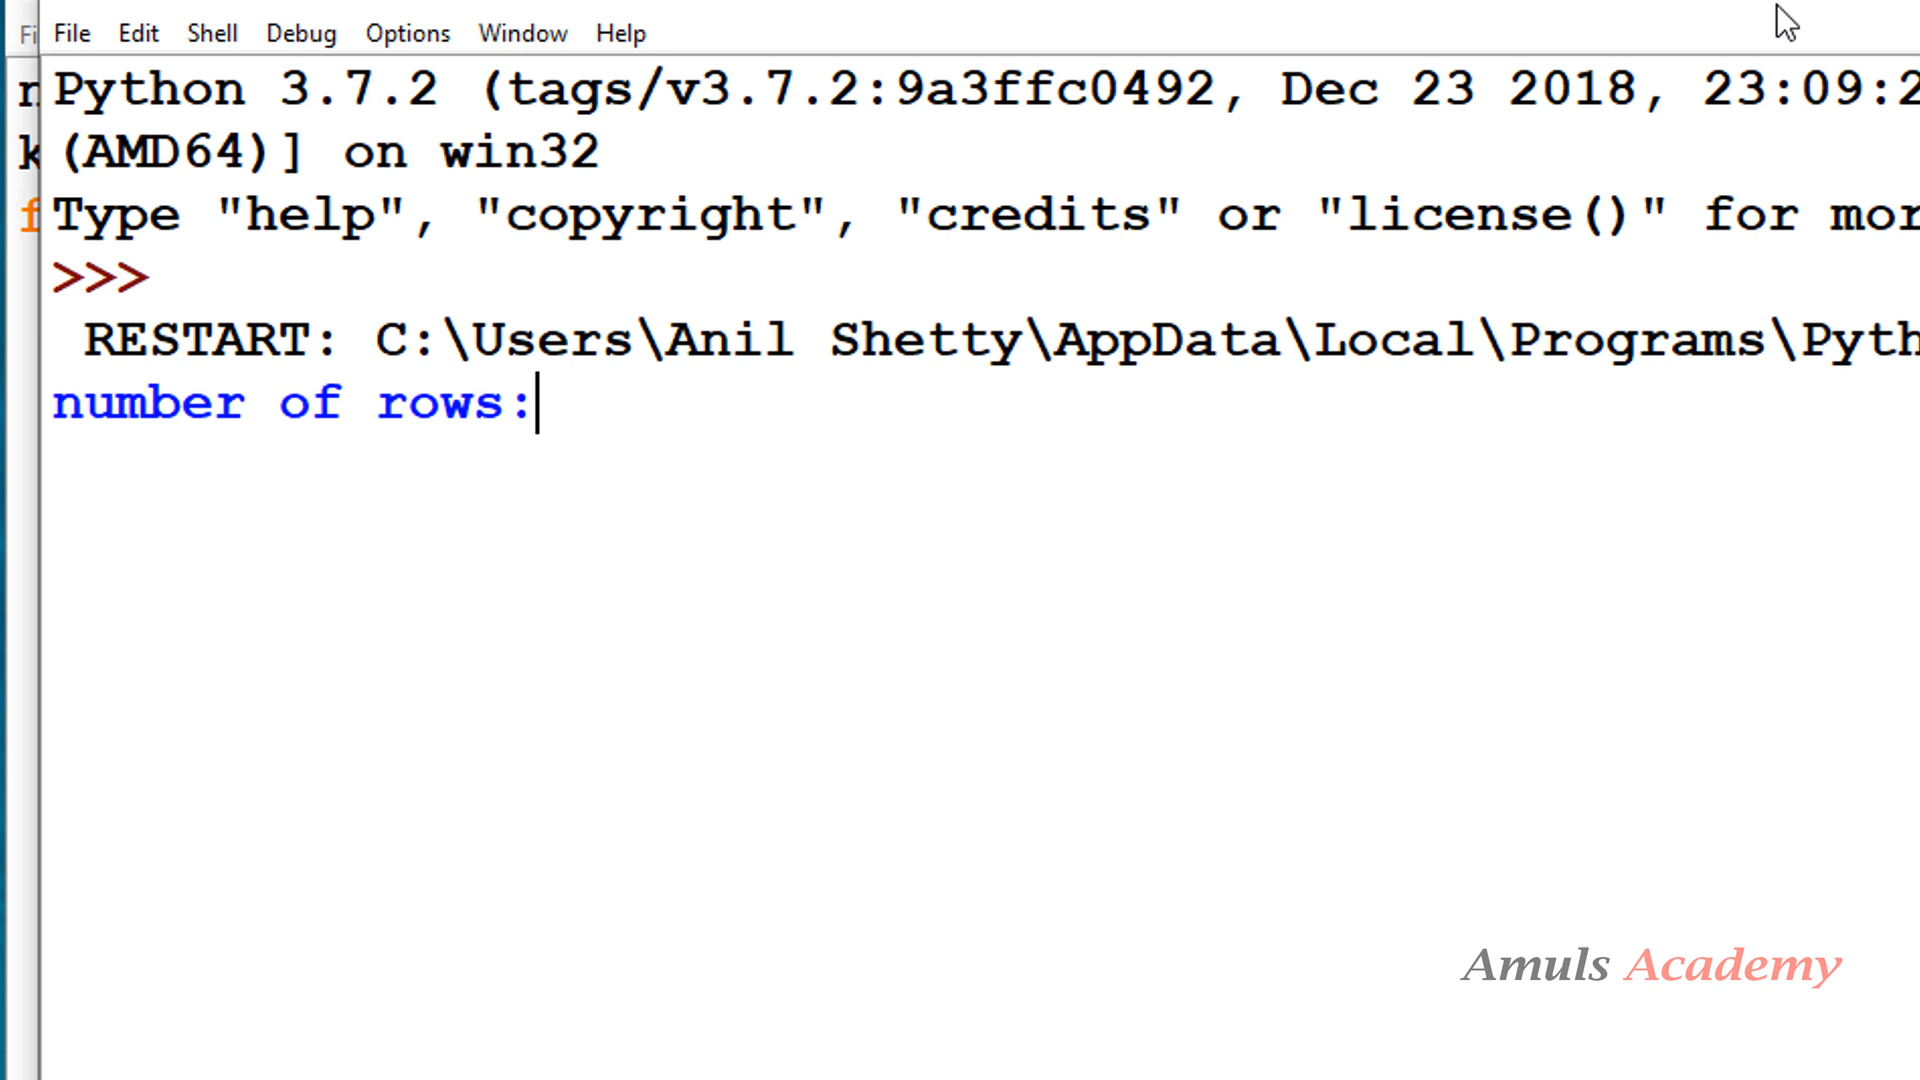 Fi File Edit Shell Debug Options Window Help
n Python 3.7.2 (tags/v3.7.2:9a3ffc0492, Dec 23 2018, 23:09:2
k (AMD64)] on win32
f Type "help", "copyright", "credits" or "license()" for mor
>>>
RESTART: C:\Users\Anil Shetty\AppData\Local\Programs\Pyth
number of rows:
Amuls Academy